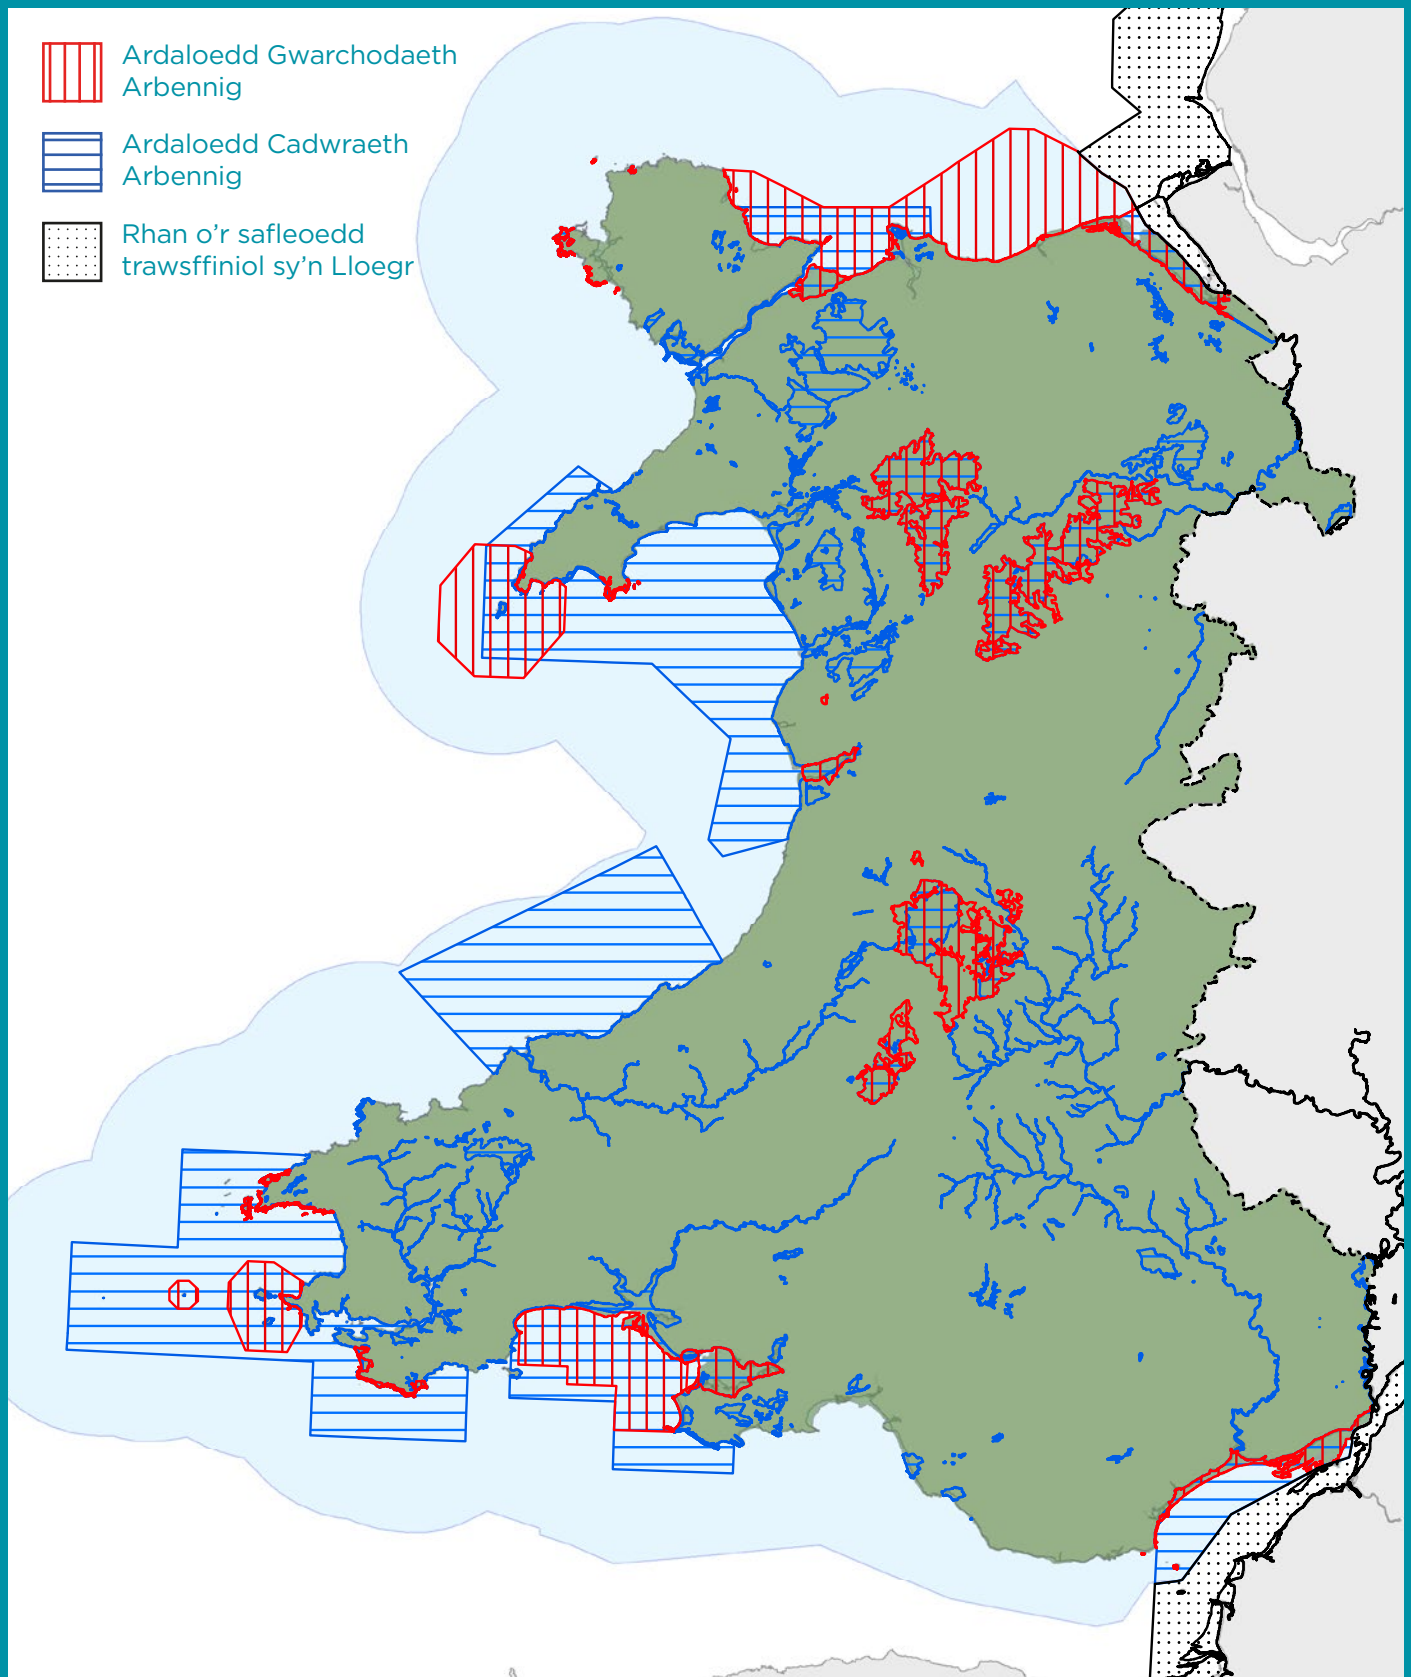 Ardaloedd Gwarchodaeth
Arbennig
Ardaloedd Cadwraeth
Arbennig
Rhan o'r safleoedd
trawsffiniol sy'n Lloegr